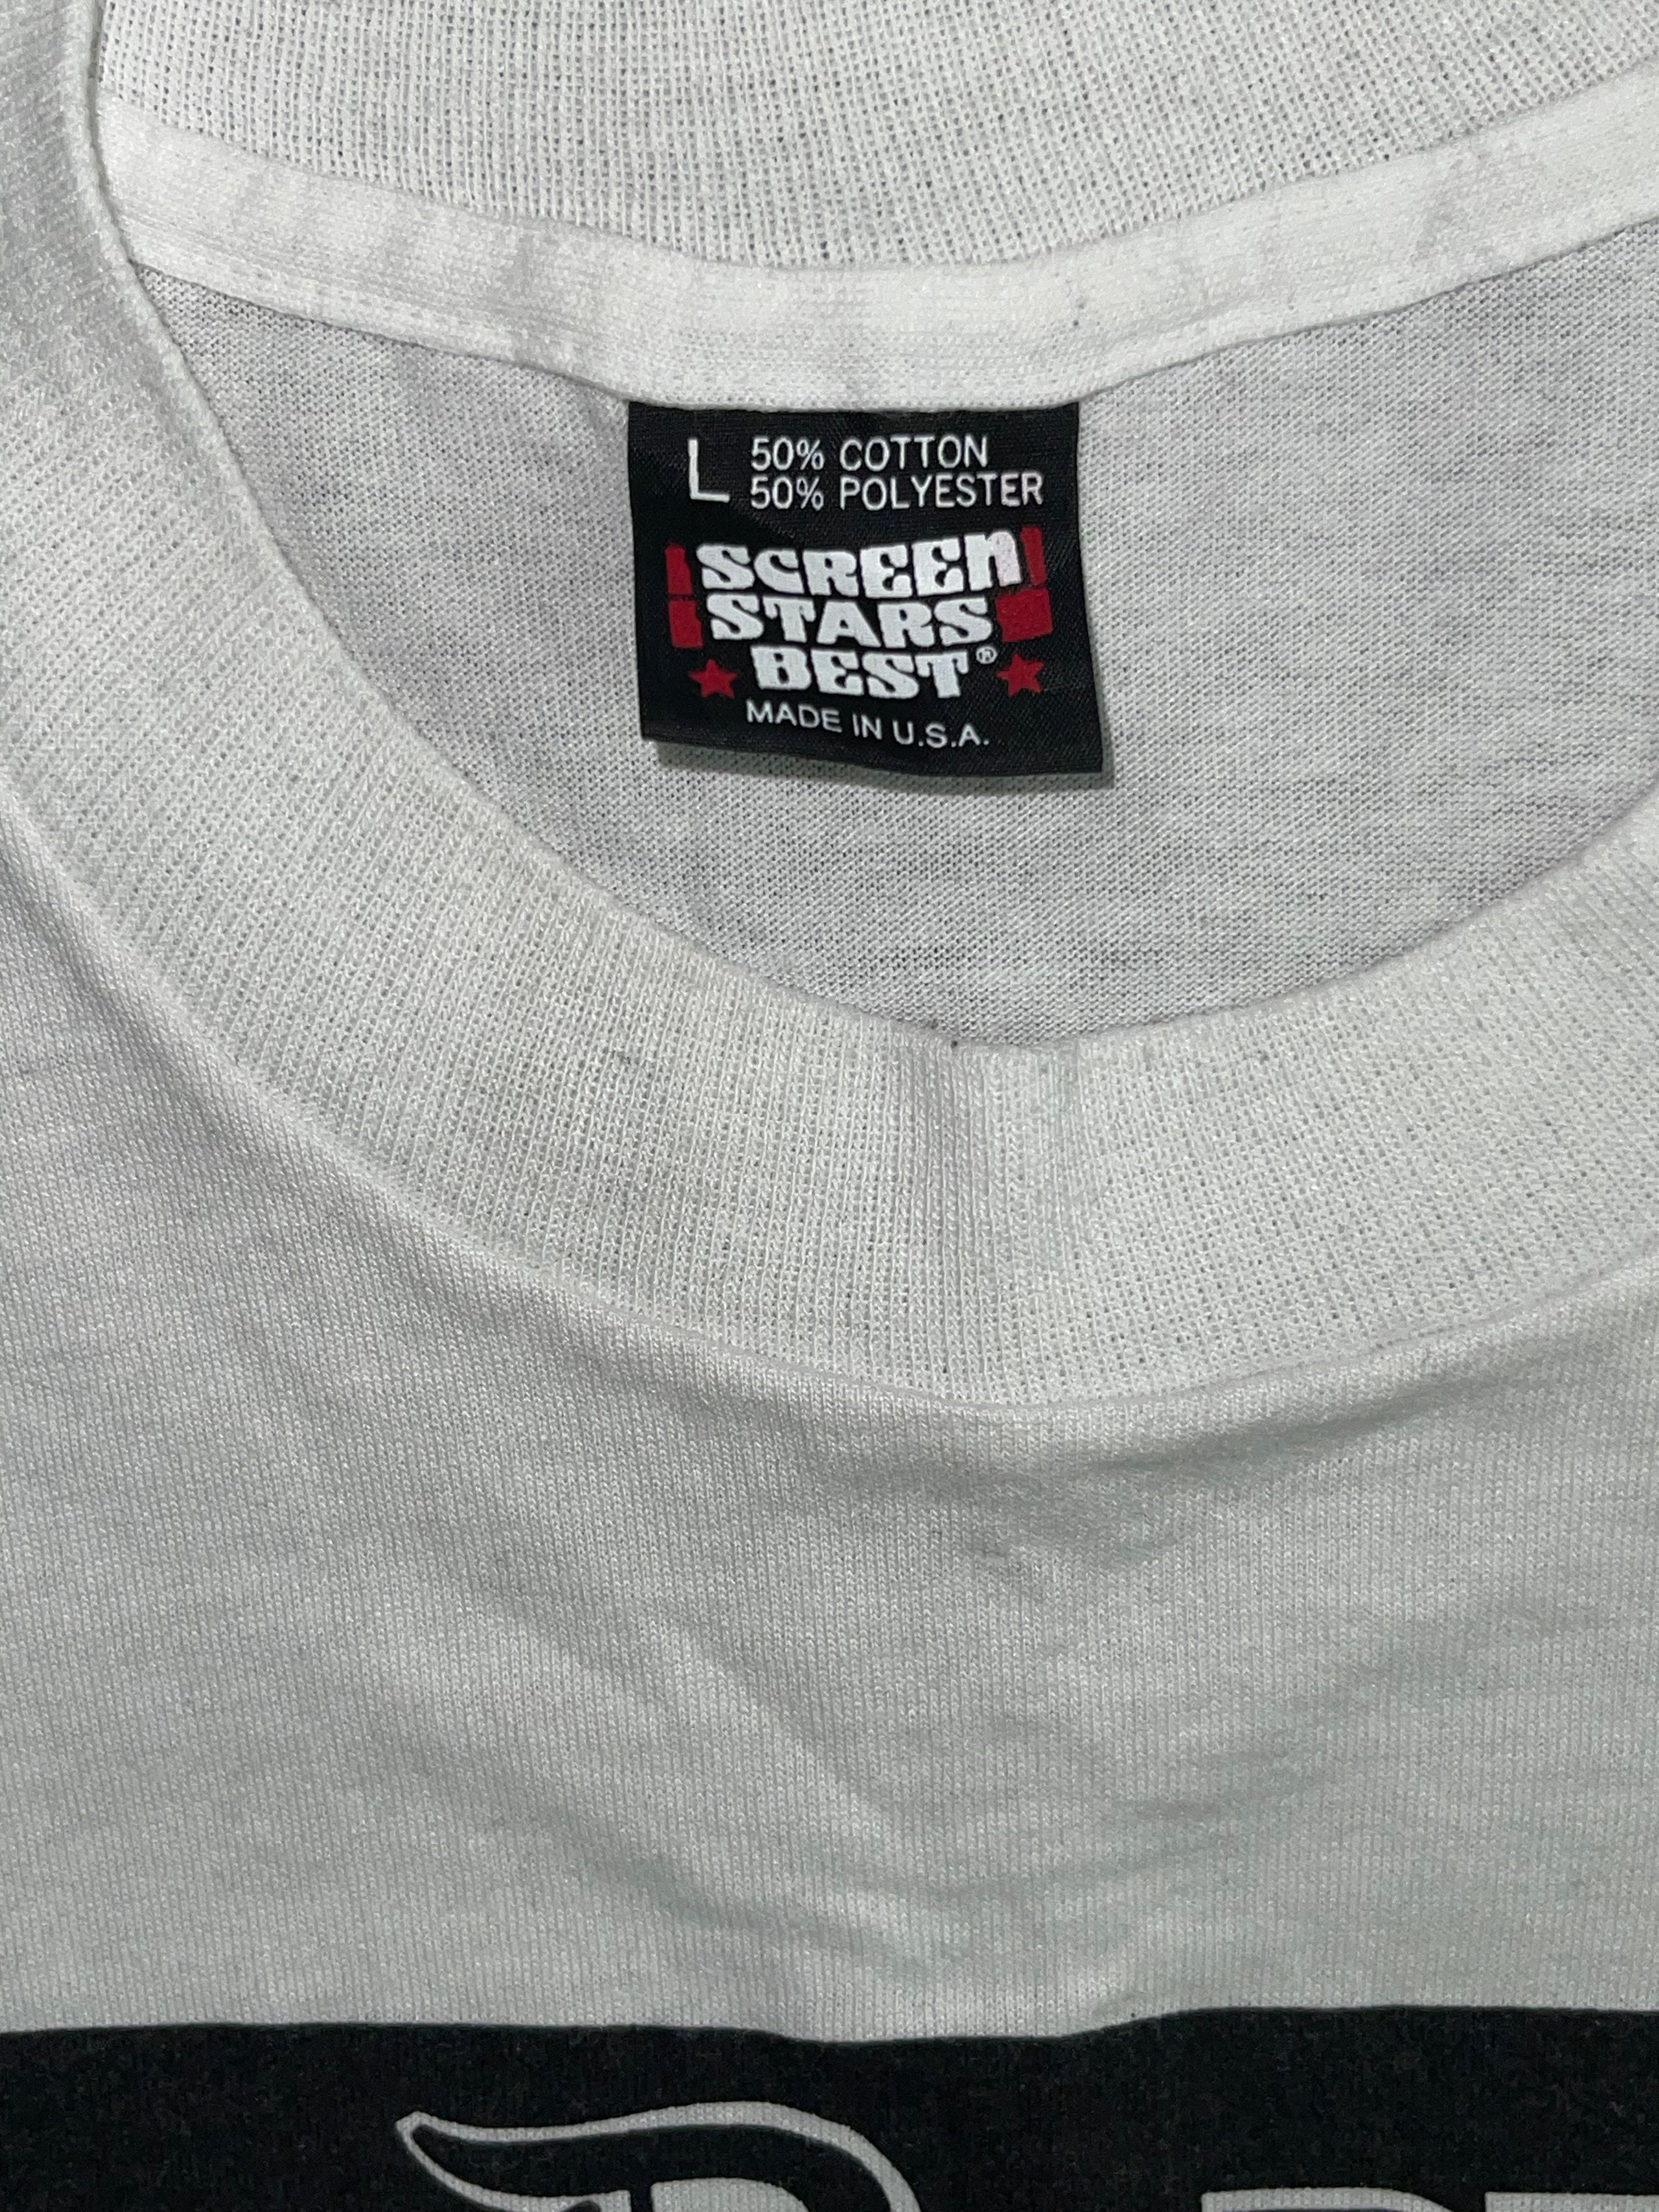 L 50% COTTON
50% POLYESTER
SCREEN
STARS
BEST®
MADE IN U.S.A.